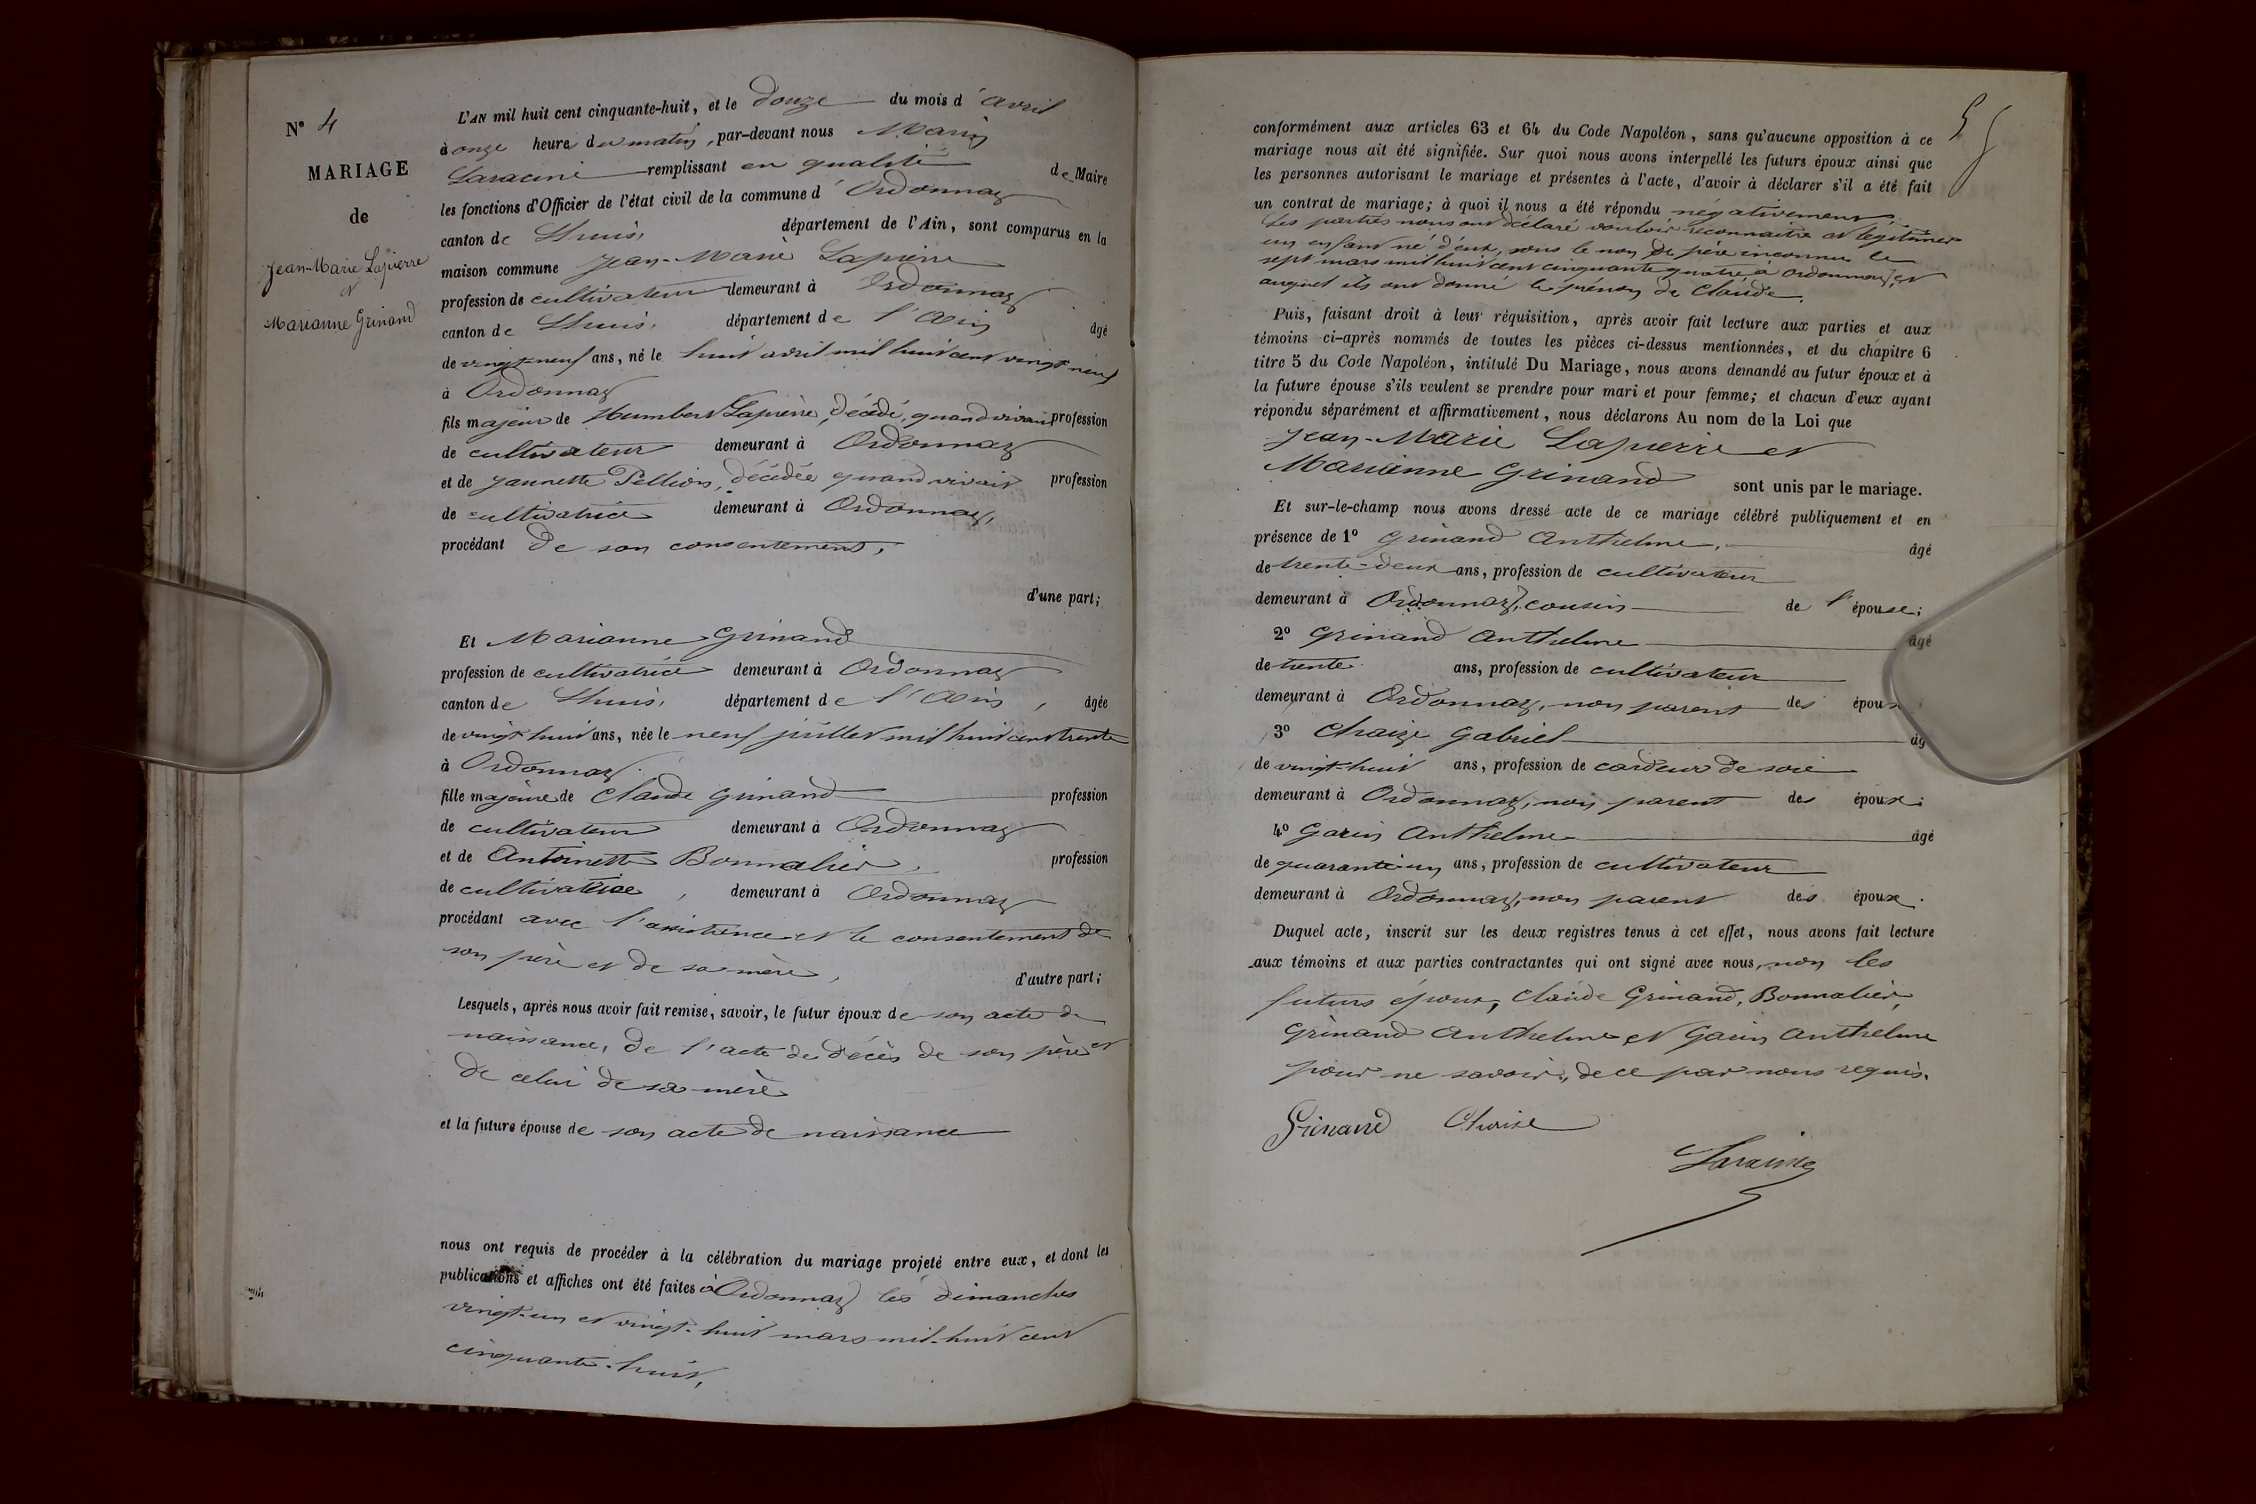 N° 4
MARIAGE
de
Jean-Marie Lapierre
et
Marianne Grinand
L'AN mil huit cent cinquante-huit, et le douze du mois d'avril
à onze heure du matin, par-devant nous Marin
Laracine remplissant en qualité de Maire
les fonctions d'Officier de l'état civil de la commune d'Ordonnaz
canton de Lhuis, département de l'Ain, sont comparus en la
maison commune Jean-Marie Lapierre
profession de cultivateur demeurant à Ordonnaz
canton de Lhuis, département de l'Ain âgé
de vingt-neuf ans, né le huit avril mil huit cent vingt neuf
à Ordonnaz
fils majeur de Humbert Lapierre, décédé, quand vivait profession
de cultivateur demeurant à Ordonnaz
et de Jeannette Pellion, décédée quand vivait profession
de cultivatrice demeurant à Ordonnaz,
procédant de son consentement,
d'une part;
Et Marianne Grinand
profession de cultivatrice demeurant à Ordonnaz
canton de Lhuis, département de l'Ain, âgée
de vingt huit ans, née le neuf juillet mil huit cent trente
à Ordonnaz
fille majeure de Claude Grinand profession
de cultivateur demeurant à Ordonnaz
et de Antoinette Bonnalier, profession
de cultivatrice, demeurant à Ordonnaz
procédant avec l'assistance et le consentement de
son père et de sa mère, d'autre part;
Lesquels, après nous avoir fait remise, savoir, le futur époux de son acte de
naissance, de l'acte de décès de son père et
de celui de sa mère
et la future épouse de son acte de naissance
nous ont requis de procéder à la célébration du mariage projeté entre eux, et dont les
publications et affiches ont été faites à Ordonnaz les dimanches
vingt-un et vingt-huit mars mil-huit cent
cinquante-huit,
conformément aux articles 63 et 64 du Code Napoléon, sans qu'aucune opposition à ce
mariage nous ait été signifiée. Sur quoi nous avons interpellé les futurs époux ainsi que
les personnes autorisant le mariage et présentes à l'acte, d'avoir à déclarer s'il a été fait
un contrat de mariage; à quoi il nous a été répondu négativement.
Les parties nous ont déclaré vouloir reconnaître et légitimer
un enfant né d'eux, sous le nom de père inconnu le
sept mars mil huit cent cinquante quatre à Ordonnaz, et
auquel ils ont donné le prénom de Claude.
Puis, faisant droit à leur réquisition, après avoir fait lecture aux parties et aux
témoins ci-après nommés de toutes les pièces ci-dessus mentionnées, et du chapitre 6
titre 5 du Code Napoléon, intitulé Du Mariage, nous avons demandé au futur époux et à
la future épouse s'ils veulent se prendre pour mari et pour femme; et chacun d'eux ayant
répondu séparément et affirmativement, nous déclarons Au nom de la Loi que
Jean-Marie Lapierre et
Marianne Grinand sont unis par le mariage.
Et sur-le-champ nous avons dressé acte de ce mariage célébré publiquement et en
présence de 1° Grinand Anthelme, âgé
de trente-deux ans, profession de cultivateur
demeurant à Ordonnaz, cousin de l'épouse;
2° Grinand Anthelme âgé
de trente ans, profession de cultivateur
demeurant à Ordonnaz, non parent des époux
3° Chaize Gabriel âg
de vingt-huit ans, profession de cardeur de soie
demeurant à Ordonnaz, non parent des époux;
4° Garin Anthelme âgé
de quarante un ans, profession de cultivateur
demeurant à Ordonnaz, non parent des époux.
Duquel acte, inscrit sur les deux registres tenus à cet effet, nous avons fait lecture
aux témoins et aux parties contractantes qui ont signé avec nous, non les
futurs époux, Claude Grinand, Bonnalier,
Grinand Anthelme et Garin Anthelme
pour ne savoir, de ce par nous requis.
Grinand Chaise
Laracine